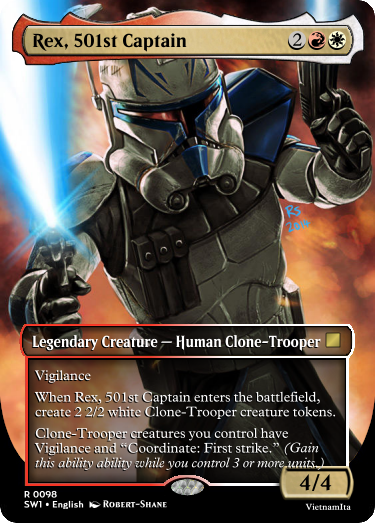 Rex, 501st Captain 2
RS
Legendary Creature — Human Clone-Trooper
Vigilance
When Rex, 501st Captain enters the battlefield,
create 2 2/2 white Clone-Trooper creature tokens.
Clone-Trooper creatures you control have
Vigilance and “Coordinate: First strike.” (Gain
this ability ability while you control 3 or more units.)
4/4
R 0098
SW1 • English Robert-Shane
VietnamIta